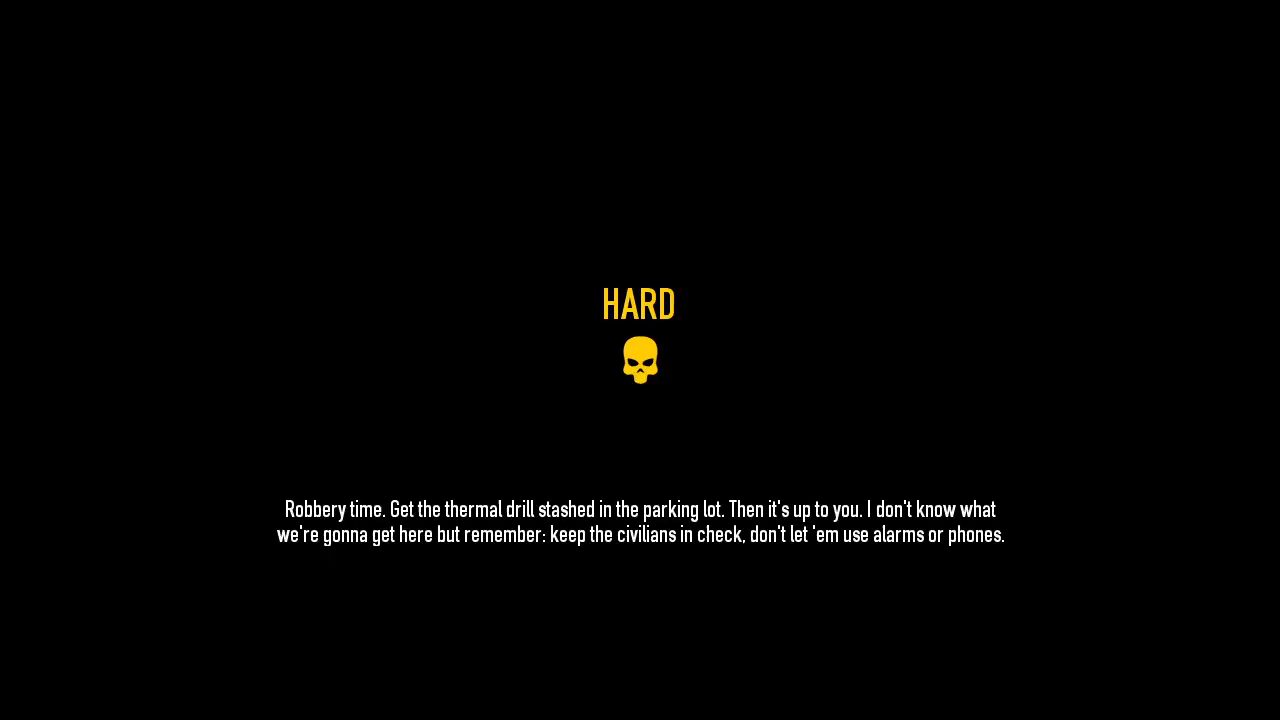 HARD
Robbery time. Get the thermal drill stashed in the parking lot. Then it's up to you. I don't know what
we're gonna get here but remember: keep the civilians in check, don't let 'em use alarms or phones.